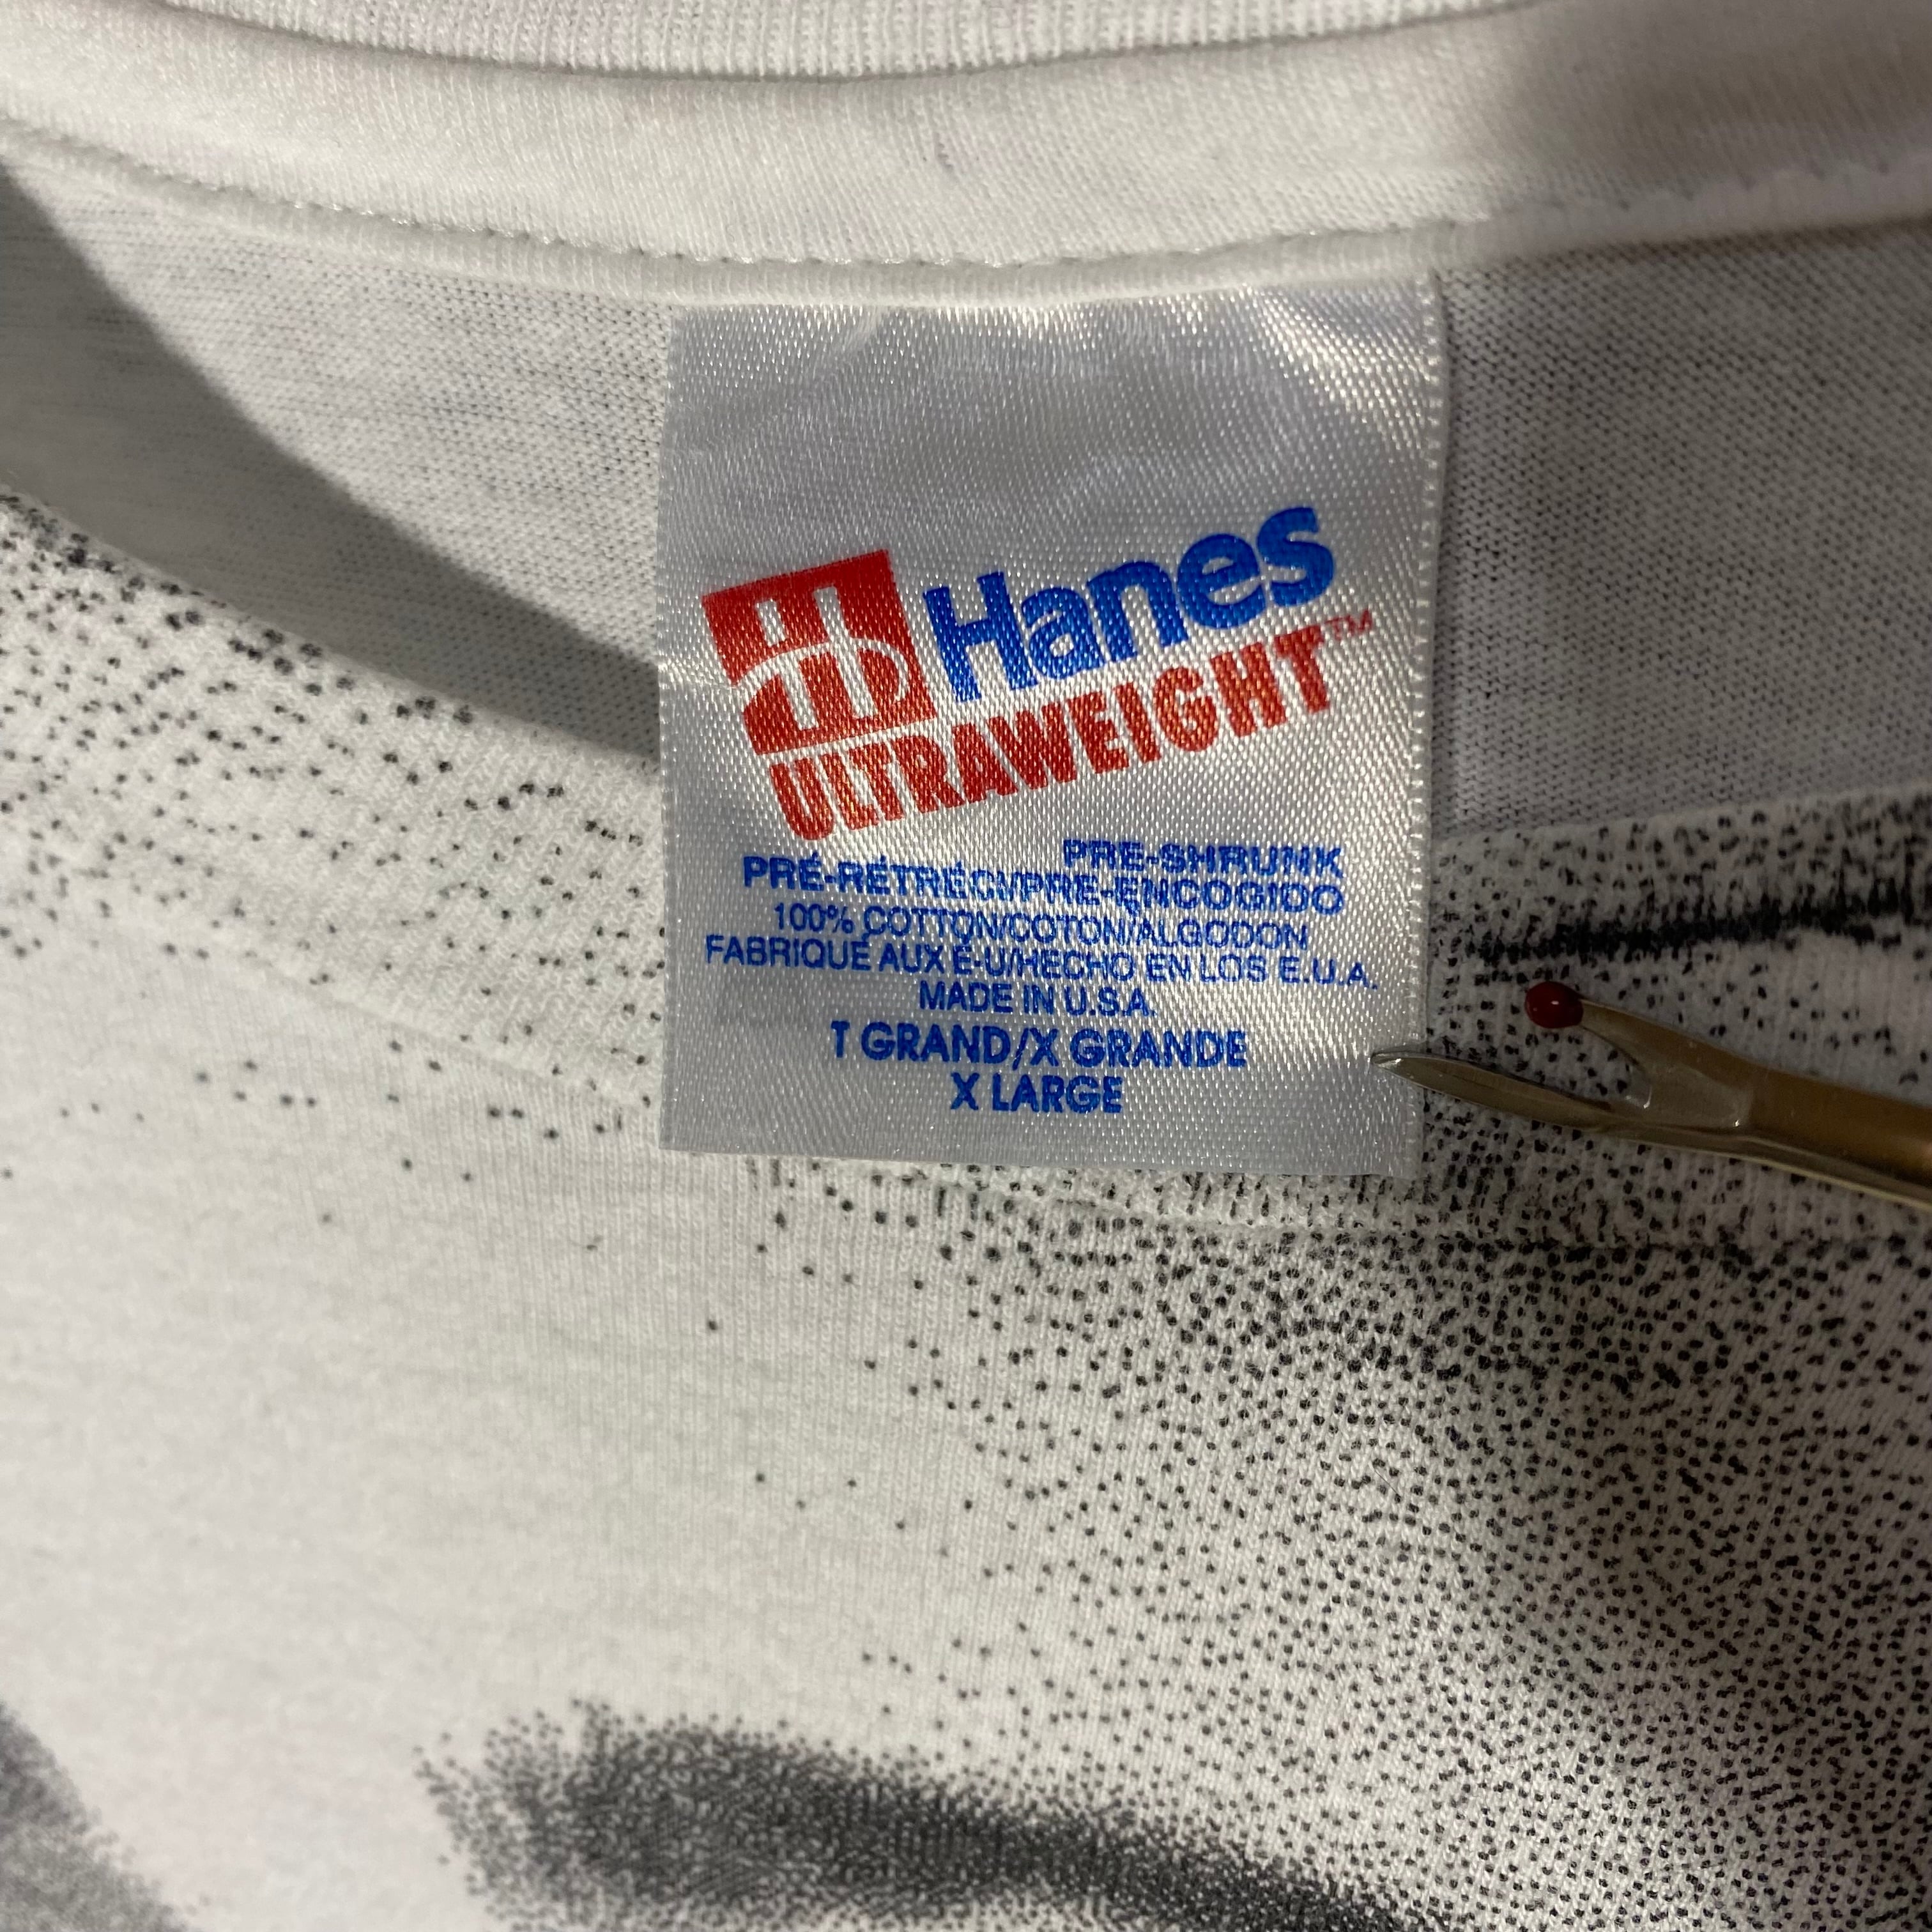 Hanes
ULTRAWEIGHT™
PRE-SHRUNK
PRÉ-RÉTRÉCI/PRE-ENCOGIDO
100% COTTON/COTON/ALGODON
FABRIQUÉ AUX É-U/HECHO EN LOS E.U.A.
MADE IN U.S.A.
T GRAND/X GRANDE
X LARGE